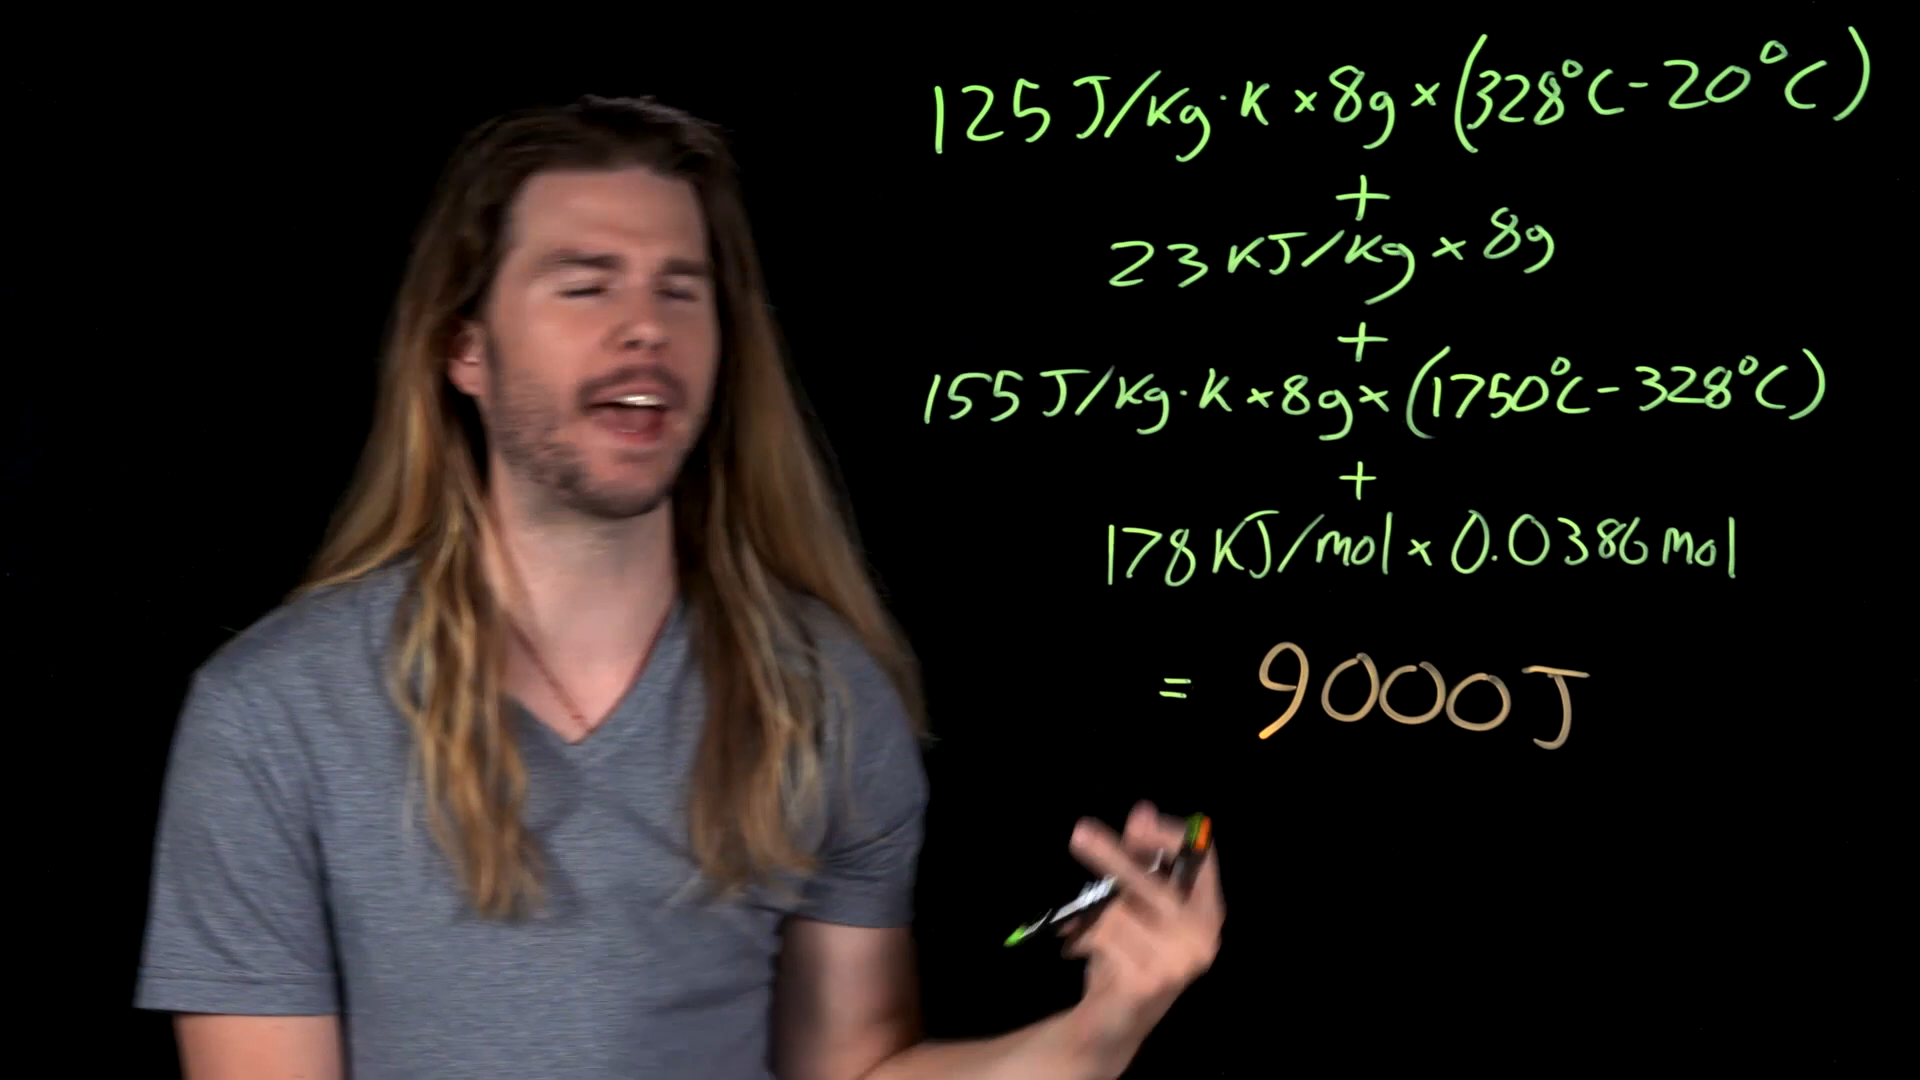 125 J/kg·K × 8g × (328°C - 20°C)
+
23 KJ/kg × 8g
+
155 J/kg·K × 8g × (1750°C - 328°C)
+
178 KJ/mol × 0.0386 mol
= 9000J